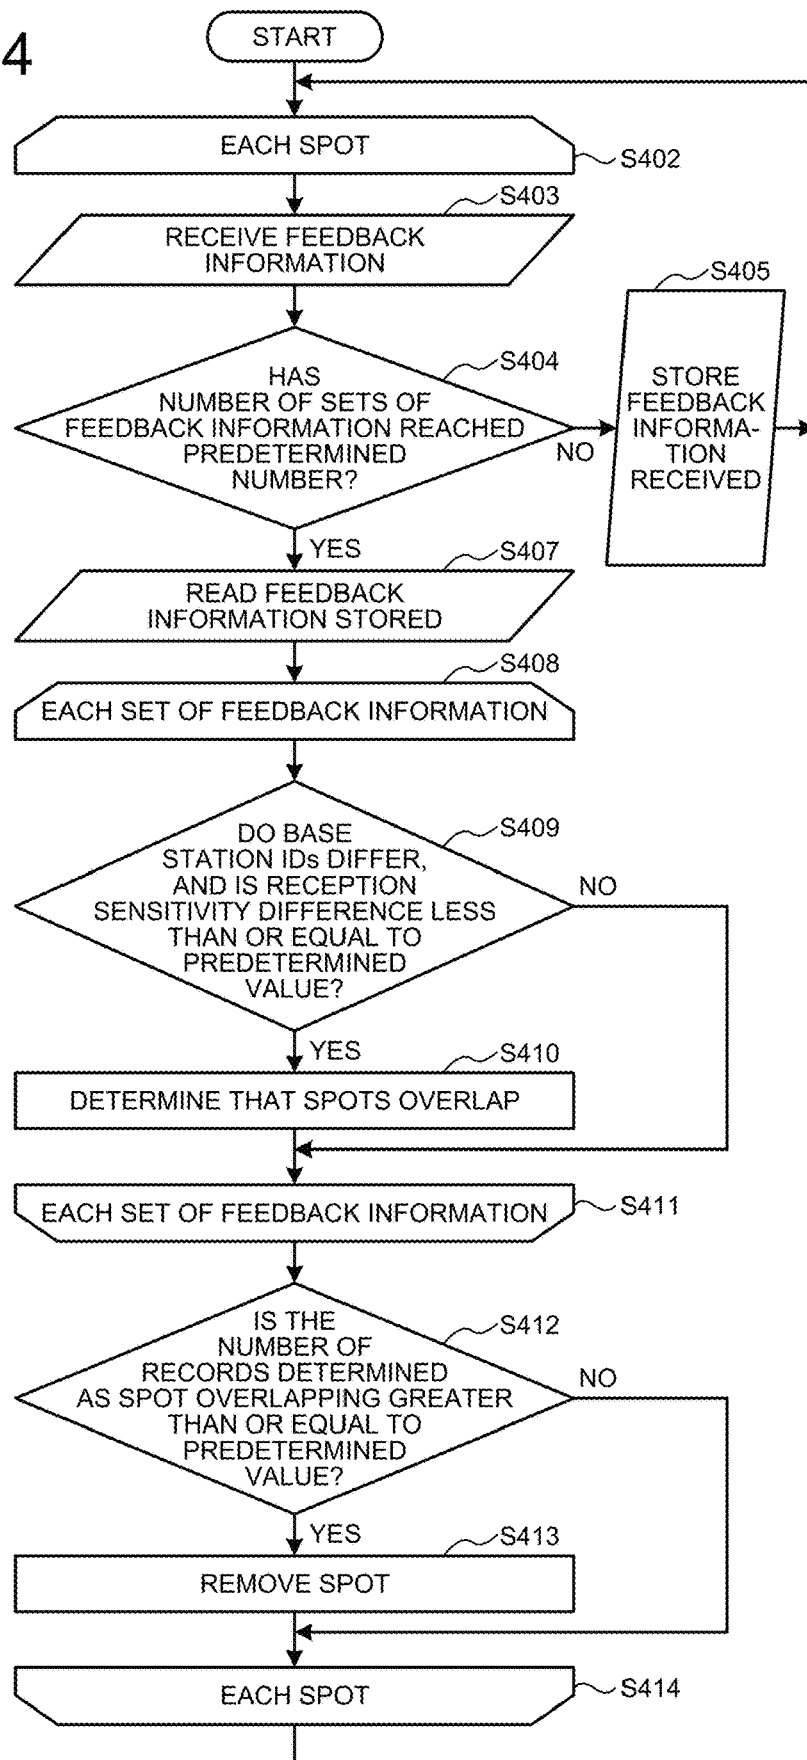 4
START
EACH SPOT
S402
S403
RECEIVE FEEDBACK
INFORMATION
S404
HAS
NUMBER OF SETS OF
FEEDBACK INFORMATION REACHED
PREDETERMINED
NUMBER?
NO
S405
STORE
FEEDBACK
INFORMA-
TION
RECEIVED
YES
S407
READ FEEDBACK
INFORMATION STORED
S408
EACH SET OF FEEDBACK INFORMATION
S409
DO BASE
STATION IDs DIFFER,
AND IS RECEPTION
SENSITIVITY DIFFERENCE LESS
THAN OR EQUAL TO
PREDETERMINED
VALUE?
NO
YES
S410
DETERMINE THAT SPOTS OVERLAP
EACH SET OF FEEDBACK INFORMATION
S411
S412
IS THE
NUMBER OF
RECORDS DETERMINED
AS SPOT OVERLAPPING GREATER
THAN OR EQUAL TO
PREDETERMINED
VALUE?
NO
YES
S413
REMOVE SPOT
EACH SPOT
S414